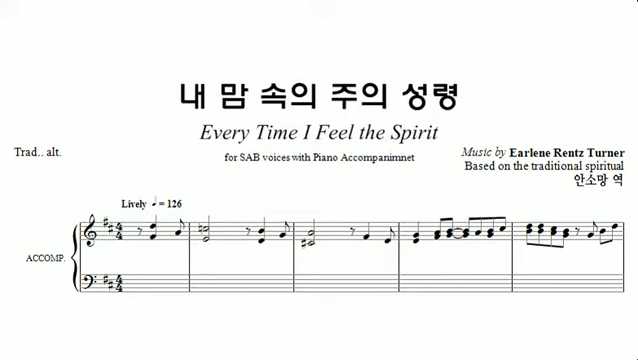 내 맘 속의 주의 성령
Every Time I Feel the Spirit
for SAB voices with Piano Accompanimnet
Trad.. alt.
Music by Earlene Rentz Turner
Based on the traditional spiritual
안소망 역
Lively ♩ = 126
ACCOMP.